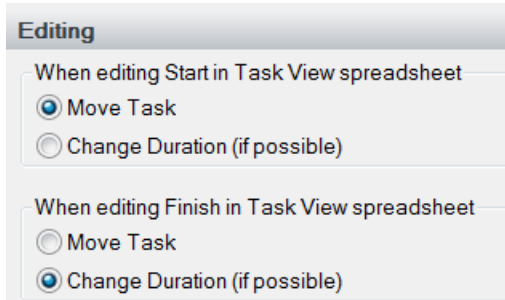 Editing
When editing Start in Task View spreadsheet
Move Task
Change Duration (if possible)
When editing Finish in Task View spreadsheet
Move Task
Change Duration (if possible)